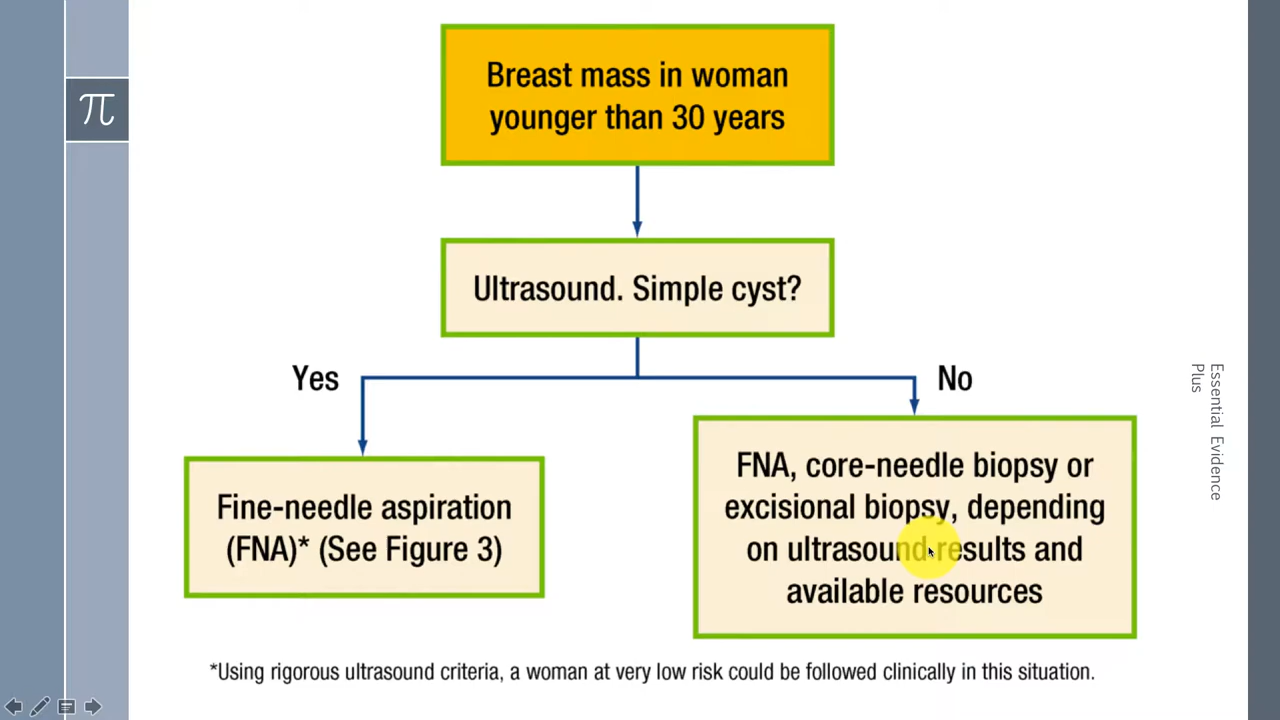 π
Breast mass in woman
younger than 30 years
Ultrasound. Simple cyst?
Yes
No
Fine-needle aspiration
(FNA)* (See Figure 3)
FNA, core-needle biopsy or
excisional biopsy, depending
on ultrasound results and
available resources
*Using rigorous ultrasound criteria, a woman at very low risk could be followed clinically in this situation.
Essential Evidence
Plus